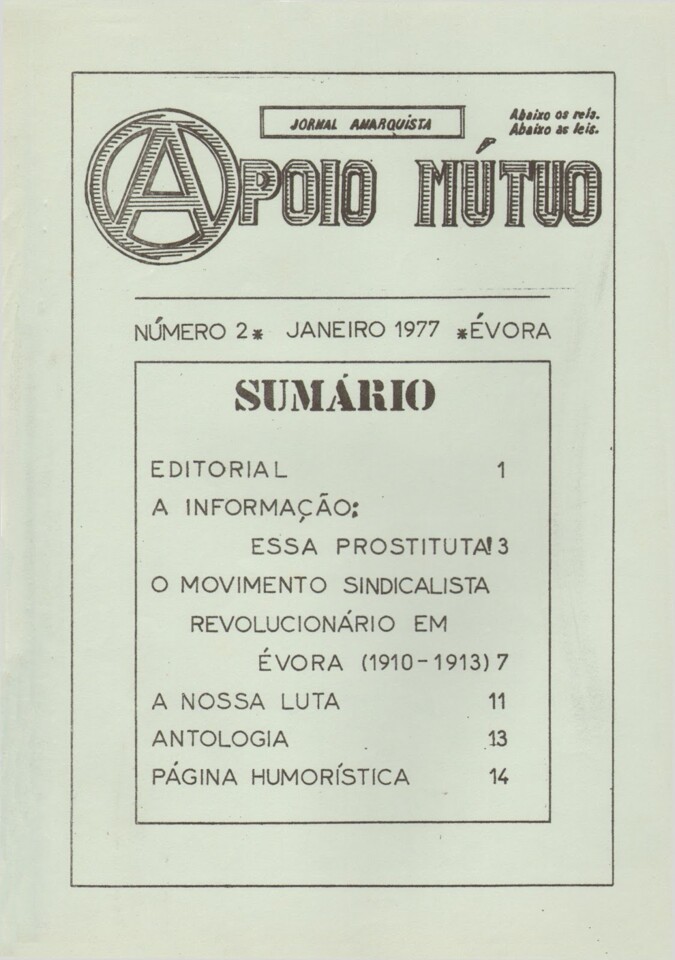 JORNAL ANARQUISTA
Abaixo os reis.
Abaixo as leis.
APOIO MÚTUO
NÚMERO 2* JANEIRO 1977 *ÉVORA
SUMÁRIO
EDITORIAL 1
A INFORMAÇÃO:
ESSA PROSTITUTA! 3
O MOVIMENTO SINDICALISTA
REVOLUCIONÁRIO EM
ÉVORA (1910-1913) 7
A NOSSA LUTA 11
ANTOLOGIA 13
PÁGINA HUMORÍSTICA 14